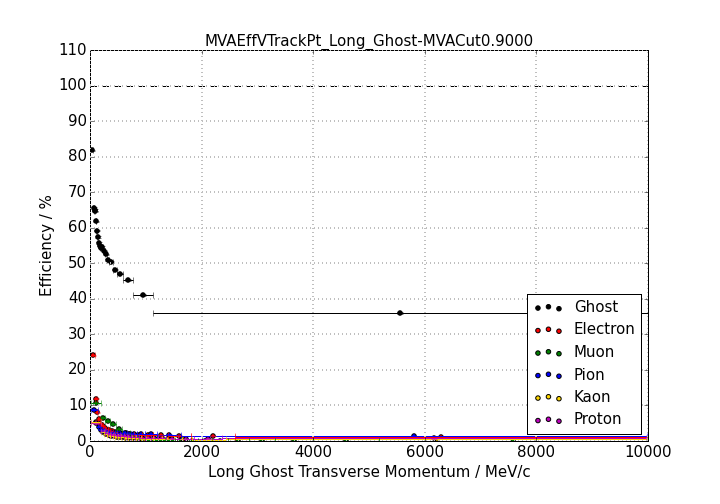 MVAEffVTrackPt_Long_Ghost-MVACut0.9000
110
100
90
80
70
60
50
40
30
20
10
0
Efficiency / %
Ghost
Electron
Muon
Pion
Kaon
Proton
0 2000 4000 6000 8000 10000
Long Ghost Transverse Momentum / MeV/c